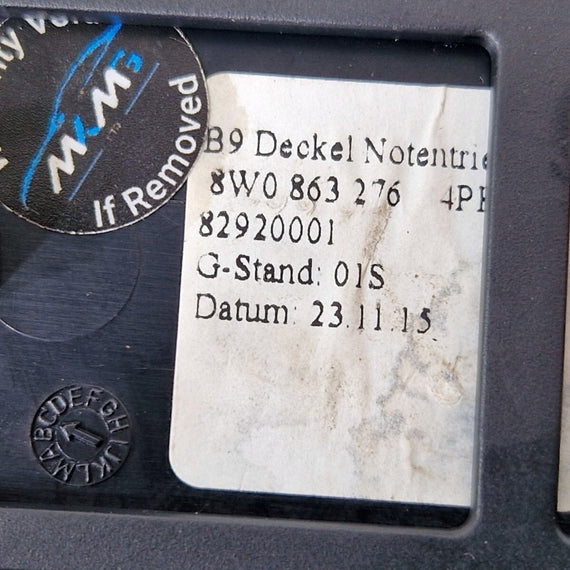 If Removed
B9 Deckel Notentrie
8W0 863 276 4PK
82920001
G-Stand: 01S
Datum: 23.11.15
ABCDEFGHIJKLM